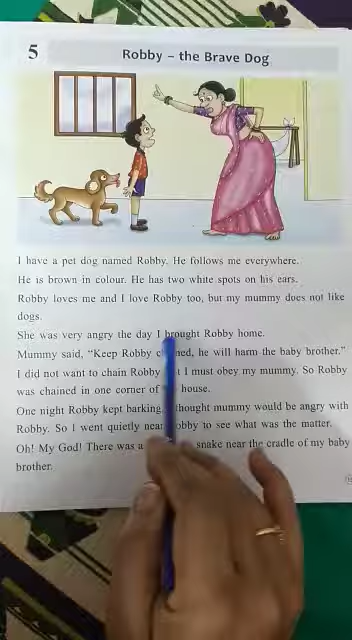 5
Robby – the Brave Dog
I have a pet dog named Robby. He follows me everywhere.
He is brown in colour. He has two white spots on his ears.
Robby loves me and I love Robby too, but my mummy does not like
dogs.
She was very angry the day I brought Robby home.
Mummy said, “Keep Robby c ned, he will harm the baby brother.”
I did not want to chain Robby t I must obey my mummy. So Robby
was chained in one corner of house.
One night Robby kept barking. thought mummy would be angry with
Robby. So I went quietly near obby to see what was the matter.
Oh! My God! There was a snake near the cradle of my baby
brother.